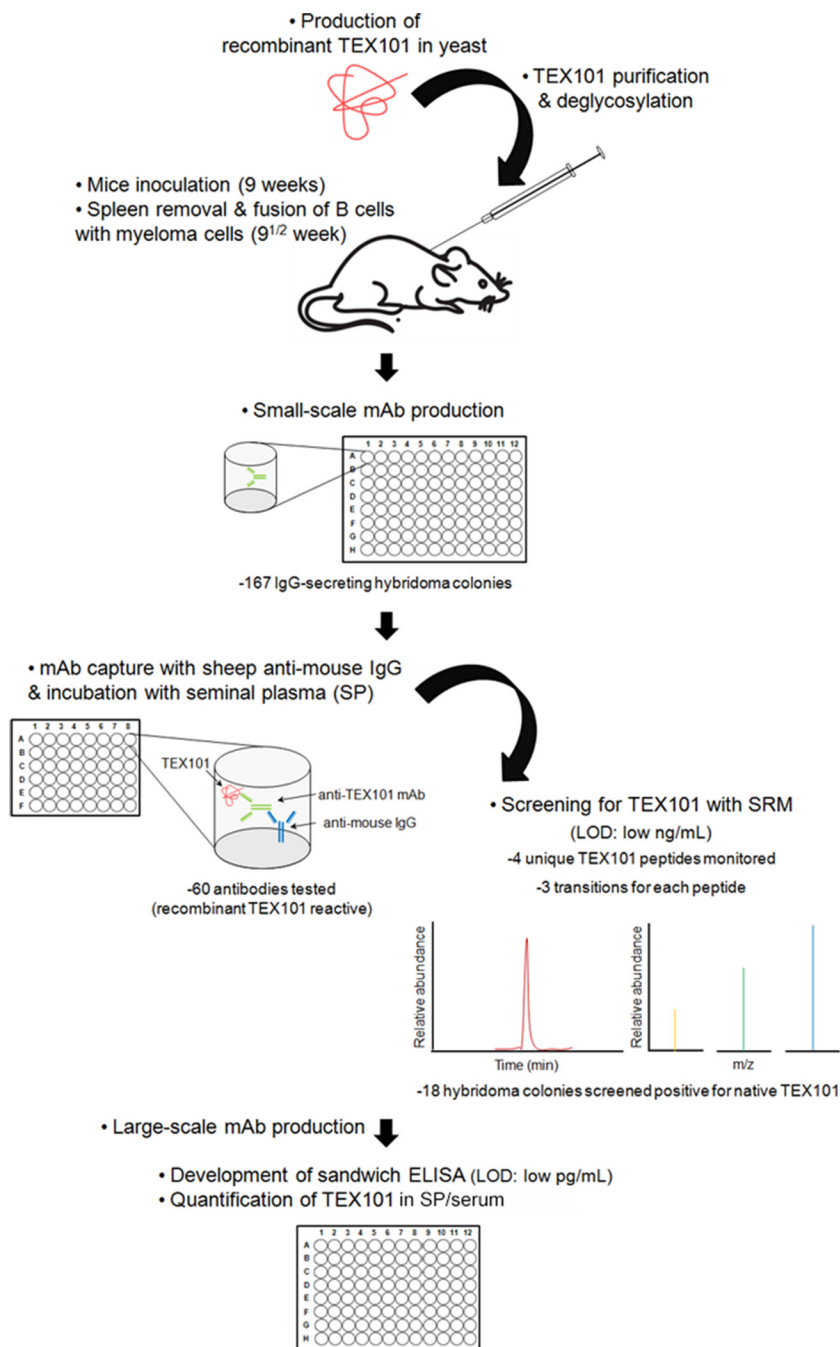 • Production of
recombinant TEX101 in yeast
• TEX101 purification
& deglycosylation
• Mice inoculation (9 weeks)
• Spleen removal & fusion of B cells
with myeloma cells (9^1/2 week)
• Small-scale mAb production
1 2 3 4 5 6 7 8 9 10 11 12
A
B
C
D
E
F
G
H
-167 IgG-secreting hybridoma colonies
• mAb capture with sheep anti-mouse IgG
& incubation with seminal plasma (SP)
1 2 3 4 5 6 7 8
A
B
C
D
E
F
TEX101
anti-TEX101 mAb
anti-mouse IgG
-60 antibodies tested
(recombinant TEX101 reactive)
• Screening for TEX101 with SRM
(LOD: low ng/mL)
-4 unique TEX101 peptides monitored
-3 transitions for each peptide
Relative abundance
Time (min)
Relative abundance
m/z
-18 hybridoma colonies screened positive for native TEX101
• Large-scale mAb production
• Development of sandwich ELISA (LOD: low pg/mL)
• Quantification of TEX101 in SP/serum
1 2 3 4 5 6 7 8 9 10 11 12
A
B
C
D
E
F
G
H